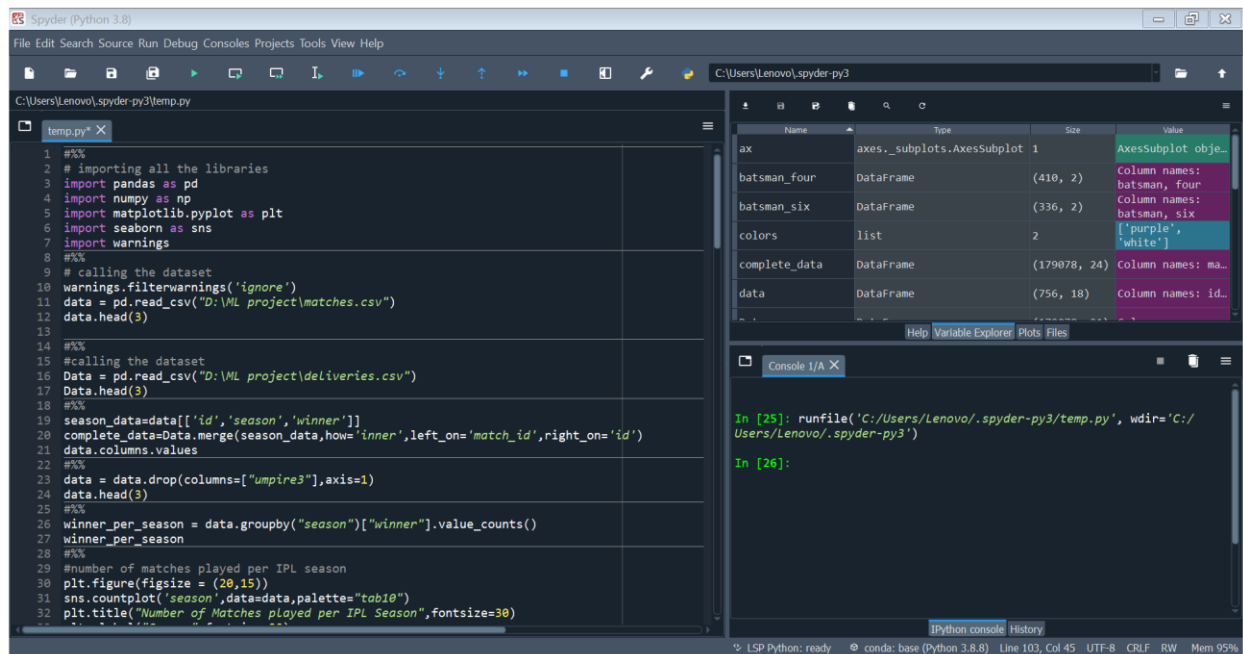 Spyder (Python 3.8)
File Edit Search Source Run Debug Consoles Projects Tools View Help
C:\Users\Lenovo\.spyder-py3
C:\Users\Lenovo\.spyder-py3\temp.py
temp.py*
1 #%%
2 # importing all the libraries
3 import pandas as pd
4 import numpy as np
5 import matplotlib.pyplot as plt
6 import seaborn as sns
7 import warnings
8 #%%
9 # calling the dataset
10 warnings.filterwarnings('ignore')
11 data = pd.read_csv("D:\ML project\matches.csv")
12 data.head(3)
13
14 #%%
15 #calling the dataset
16 Data = pd.read_csv("D:\ML project\deliveries.csv")
17 Data.head(3)
18 #%%
19 season_data=data[['id','season','winner']]
20 complete_data=Data.merge(season_data,how='inner',left_on='match_id',right_on='id')
21 data.columns.values
22 #%%
23 data = data.drop(columns=["umpire3"],axis=1)
24 data.head(3)
25 #%%
26 winner_per_season = data.groupby("season")["winner"].value_counts()
27 winner_per_season
28 #%%
29 #number of matches played per IPL season
30 plt.figure(figsize = (20,15))
31 sns.countplot('season',data=data,palette="tab10")
32 plt.title("Number of Matches played per IPL Season",fontsize=30)
Name Type Size Value
ax axes._subplots.AxesSubplot 1 AxesSubplot obje…
batsman_four DataFrame (410, 2) Column names:
batsman, four
batsman_six DataFrame (336, 2) Column names:
batsman, six
colors list 2 ['purple',
'white']
complete_data DataFrame (179078, 24) Column names: ma…
data DataFrame (756, 18) Column names: id…
Help Variable Explorer Plots Files
Console 1/A
In [25]: runfile('C:/Users/Lenovo/.spyder-py3/temp.py', wdir='C:/
Users/Lenovo/.spyder-py3')
In [26]:
IPython console History
LSP Python: ready conda: base (Python 3.8.8) Line 103, Col 45 UTF-8 CRLF RW Mem 95%